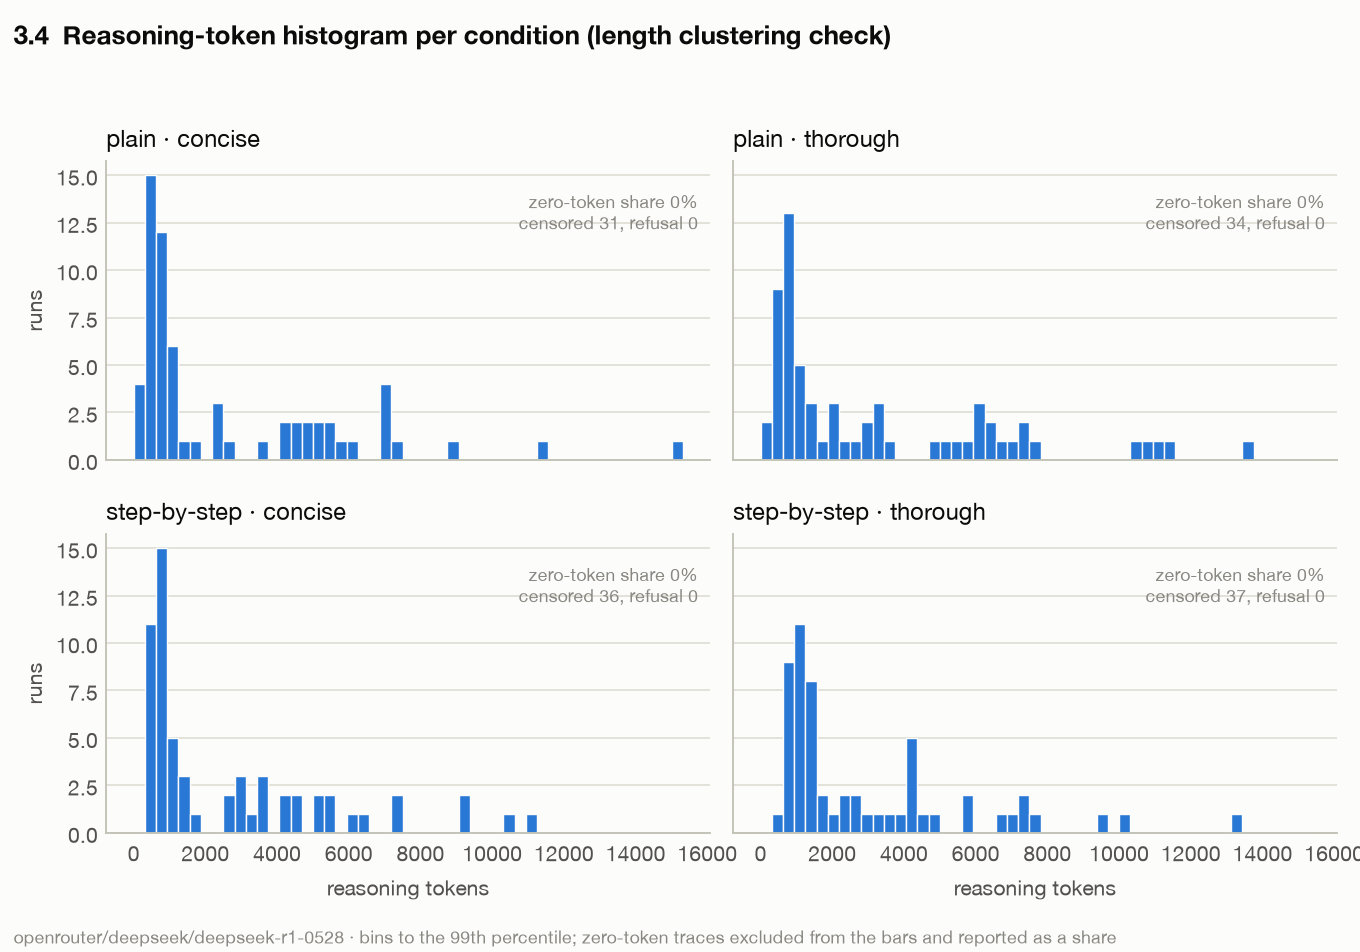 3.4 Reasoning-token histogram per condition (length clustering check)
plain · concise
zero-token share 0%
censored 31, refusal 0
15.0
12.5
10.0
7.5
5.0
2.5
0.0
runs
plain · thorough
zero-token share 0%
censored 34, refusal 0
step-by-step · concise
zero-token share 0%
censored 36, refusal 0
15.0
12.5
10.0
7.5
5.0
2.5
0.0
runs
0 2000 4000 6000 8000 10000 12000 14000 16000
reasoning tokens
step-by-step · thorough
zero-token share 0%
censored 37, refusal 0
0 2000 4000 6000 8000 10000 12000 14000 16000
reasoning tokens
openrouter/deepseek/deepseek-r1-0528 · bins to the 99th percentile; zero-token traces excluded from the bars and reported as a share